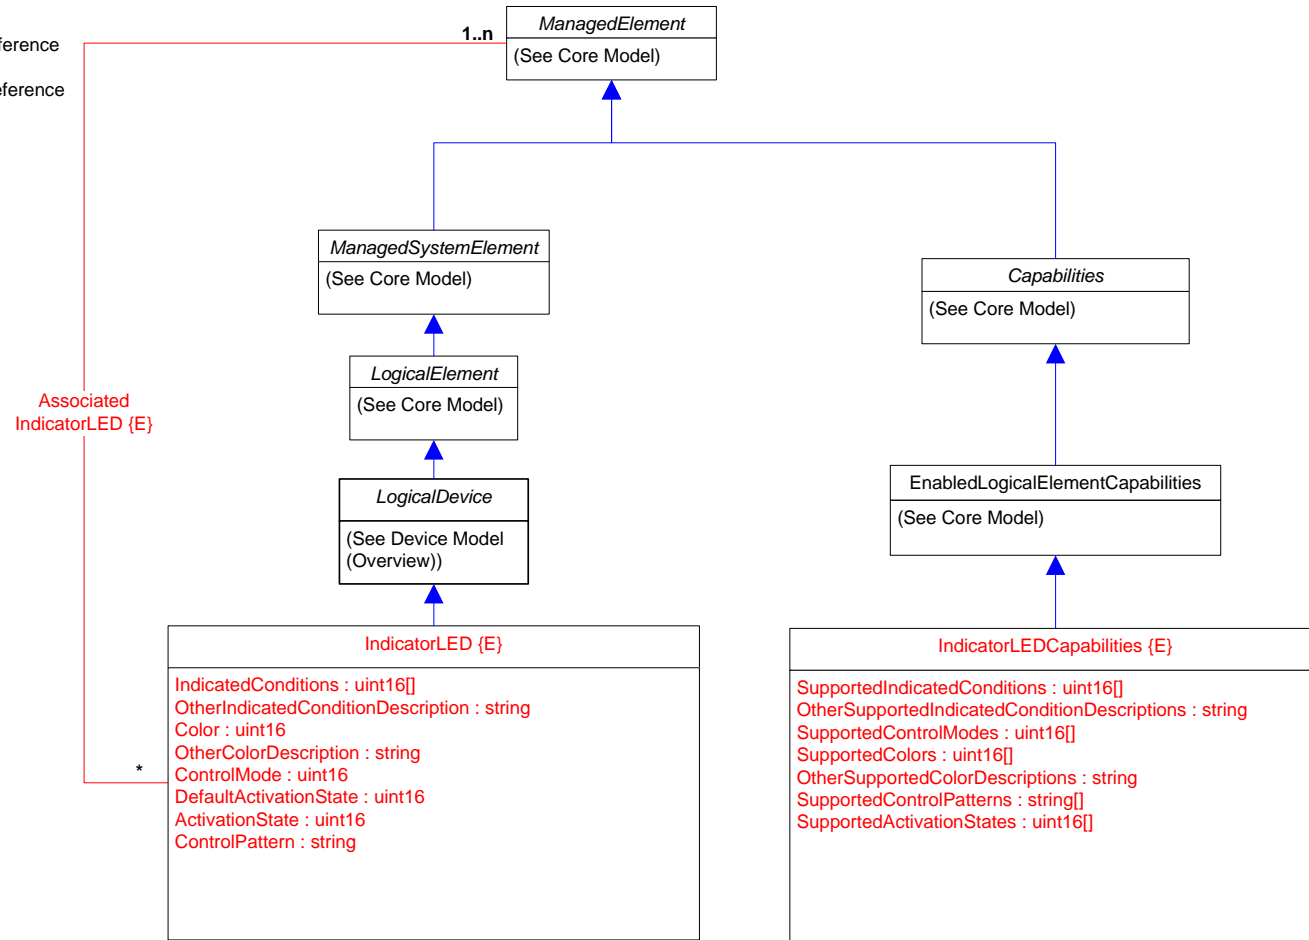 ManagedElement
(See Core Model)
1..n
eference
ManagedSystemElement
(See Core Model)
Capabilities
(See Core Model)
LogicalElement
(See Core Model)
Associated
IndicatorLED {E}
LogicalDevice
(See Device Model
(Overview))
EnabledLogicalElementCapabilities
(See Core Model)
IndicatorLED {E}
IndicatedConditions : uint16[]
OtherIndicatedConditionDescription : string
Color : uint16
OtherColorDescription : string
ControlMode : uint16
DefaultActivationState : uint16
ActivationState : uint16
ControlPattern : string
*
IndicatorLEDCapabilities {E}
SupportedIndicatedConditions : uint16[]
OtherSupportedIndicatedConditionDescriptions : string
SupportedControlModes : uint16[]
SupportedColors : uint16[]
OtherSupportedColorDescriptions : string
SupportedControlPatterns : string[]
SupportedActivationStates : uint16[]